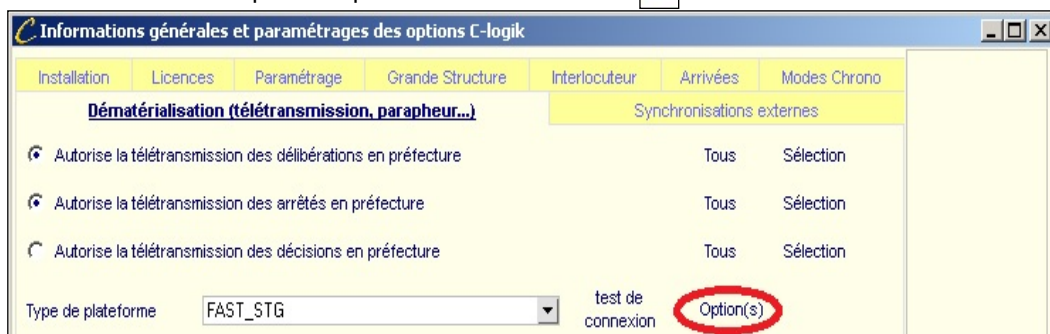 Informations générales et paramétrages des options C-logik
Installation Licences Paramétrage Grande Structure Interlocuteur Arrivées Modes Chrono
Dématérialisation (télétransmission, parapheur...) Synchronisations externes
Autorise la télétransmission des délibérations en préfecture Tous Sélection
Autorise la télétransmission des arrêtés en préfecture Tous Sélection
Autorise la télétransmission des décisions en préfecture Tous Sélection
Type de plateforme FAST_STG test de connexion Option(s)